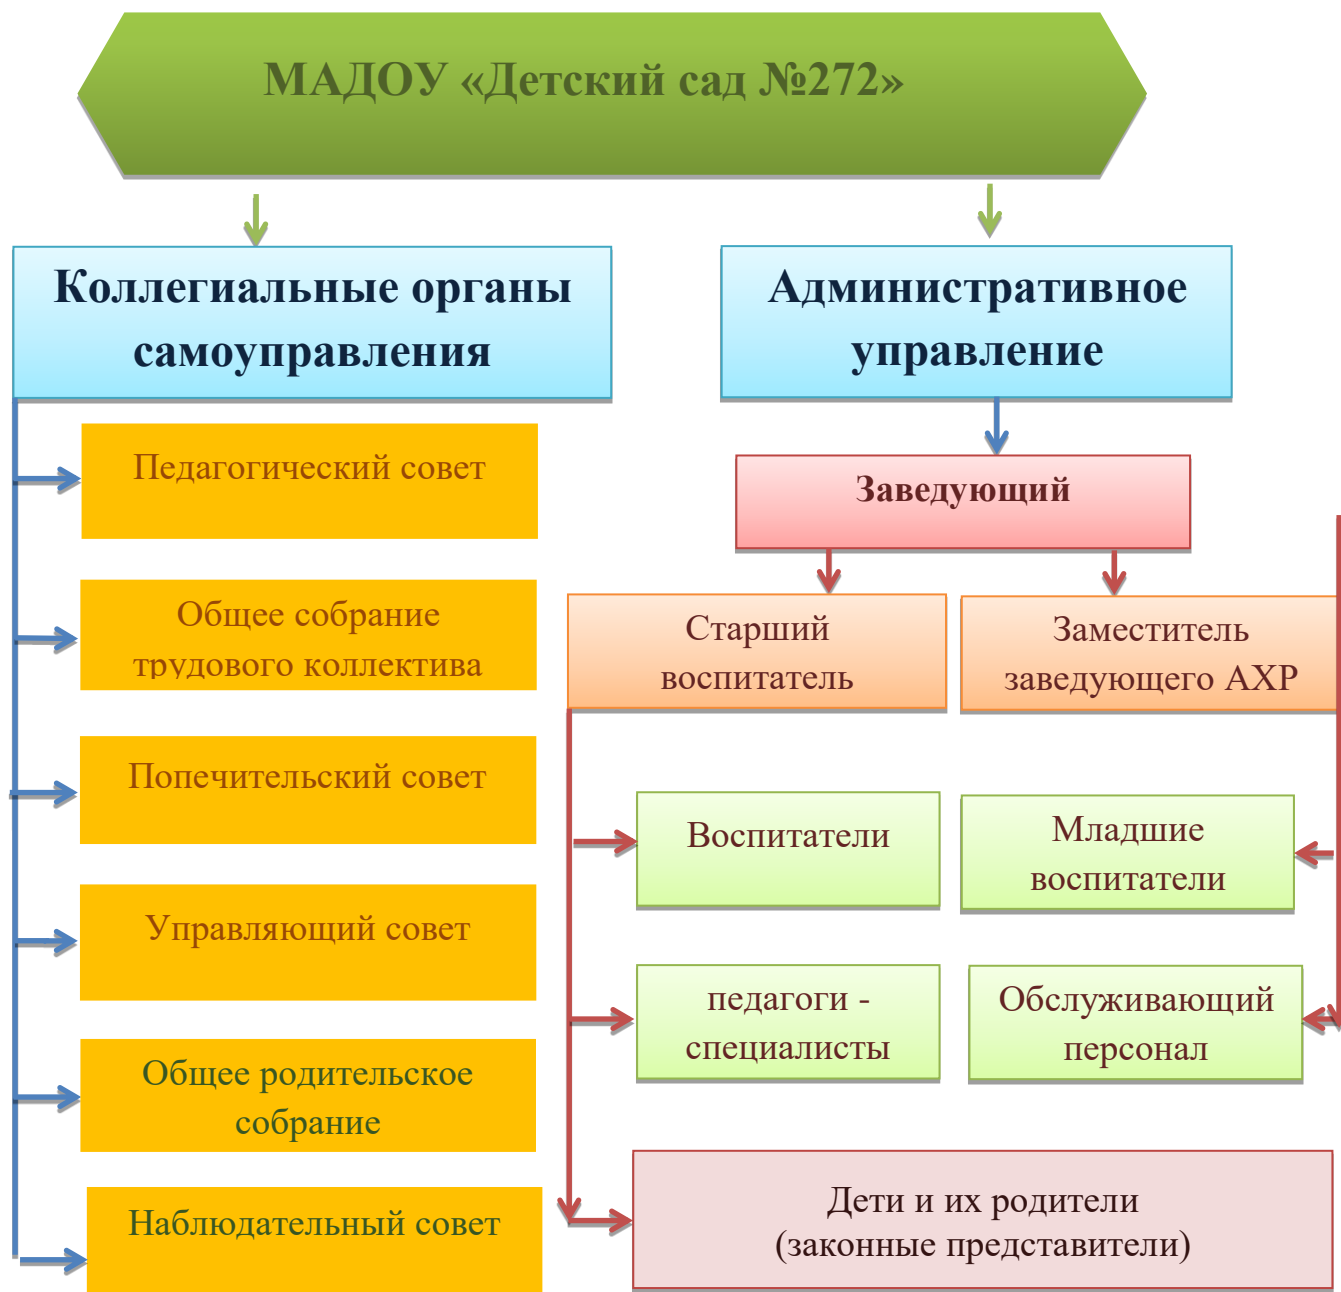 МАДОУ «Детский сад №272»
Коллегиальные органы
самоуправления
Педагогический совет
Общее собрание
трудового коллектива
Попечительский совет
Управляющий совет
Общее родительское
собрание
Наблюдательный совет
Административное
управление
Заведующий
Старший
воспитатель
Заместитель
заведующего АХР
Воспитатели
Младшие
воспитатели
педагоги -
специалисты
Обслуживающий
персонал
Дети и их родители
(законные представители)